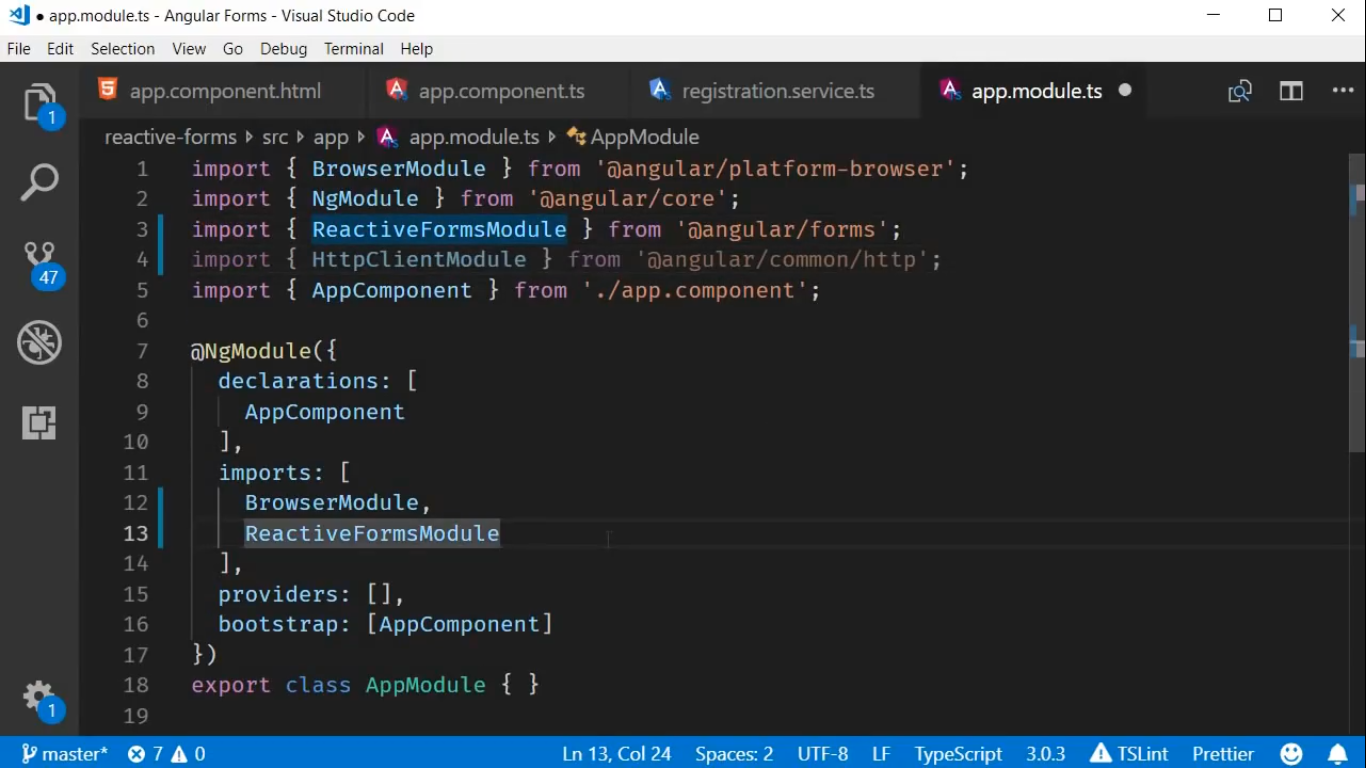 ● app.module.ts - Angular Forms - Visual Studio Code
File Edit Selection View Go Debug Terminal Help
app.component.html app.component.ts registration.service.ts app.module.ts ●
reactive-forms src app app.module.ts AppModule
1 import { BrowserModule } from '@angular/platform-browser';
2 import { NgModule } from '@angular/core';
3 import { ReactiveFormsModule } from '@angular/forms';
4 import { HttpClientModule } from '@angular/common/http';
5 import { AppComponent } from './app.component';
6
7 @NgModule({
8 declarations: [
9 AppComponent
10 ],
11 imports: [
12 BrowserModule,
13 ReactiveFormsModule
14 ],
15 providers: [],
16 bootstrap: [AppComponent]
17 })
18 export class AppModule { }
19
1
47
1
master* 7 0 Ln 13, Col 24 Spaces: 2 UTF-8 LF TypeScript 3.0.3 TSLint Prettier